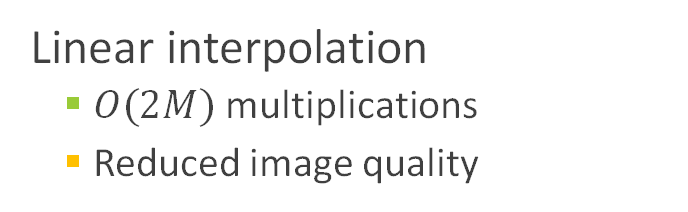 Linear interpolation
▪ O(2M) multiplications
▪ Reduced image quality